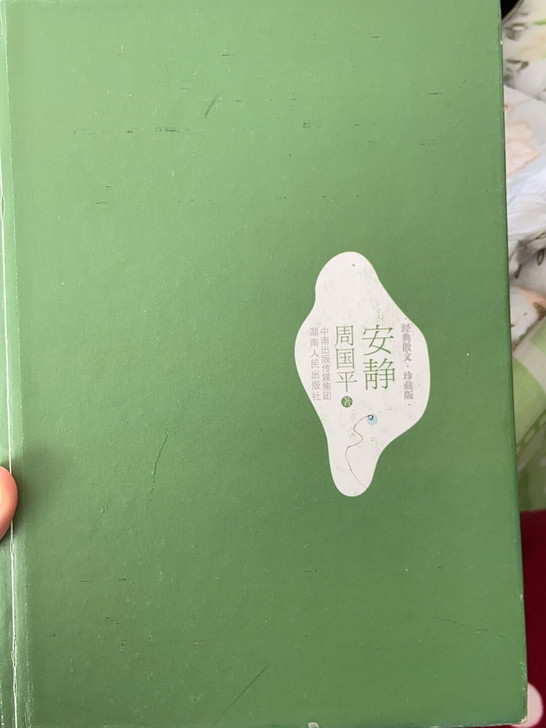 经典散文·珍藏版·
安静
周国平 著
中南出版传媒集团
湖南人民出版社